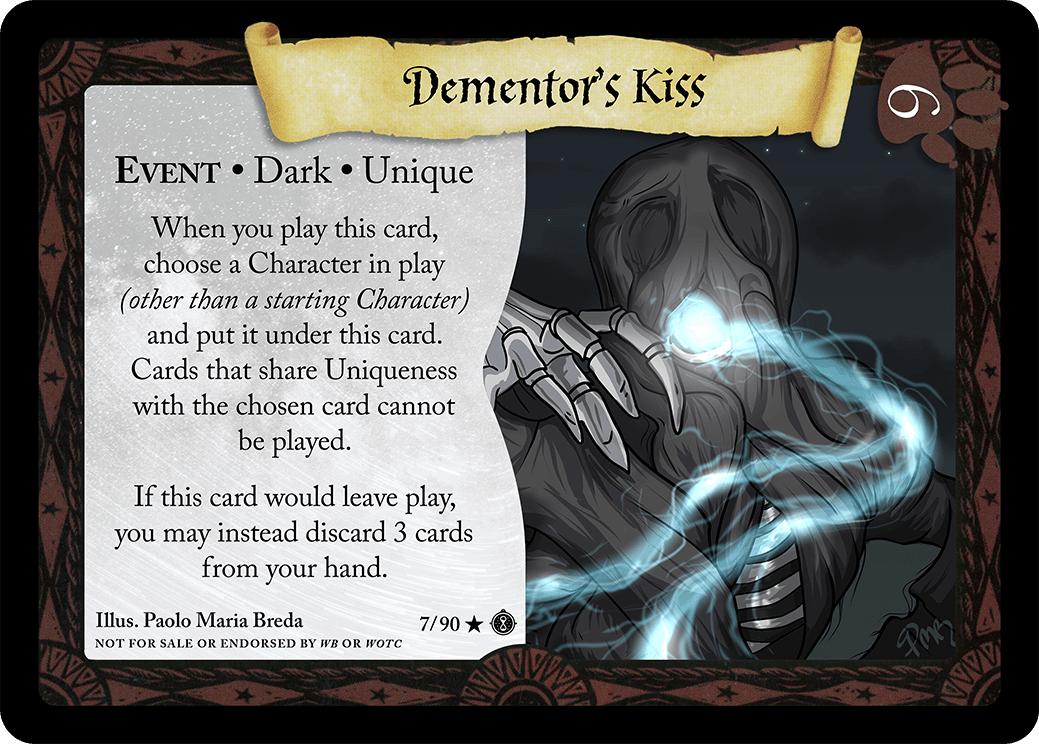 Dementor's Kiss
6
EVENT • Dark • Unique
When you play this card,
choose a Character in play
(other than a starting Character)
and put it under this card.
Cards that share Uniqueness
with the chosen card cannot
be played.
If this card would leave play,
you may instead discard 3 cards
from your hand.
Illus. Paolo Maria Breda
7/90 ★
NOT FOR SALE OR ENDORSED BY WB OR WOTC
PMB